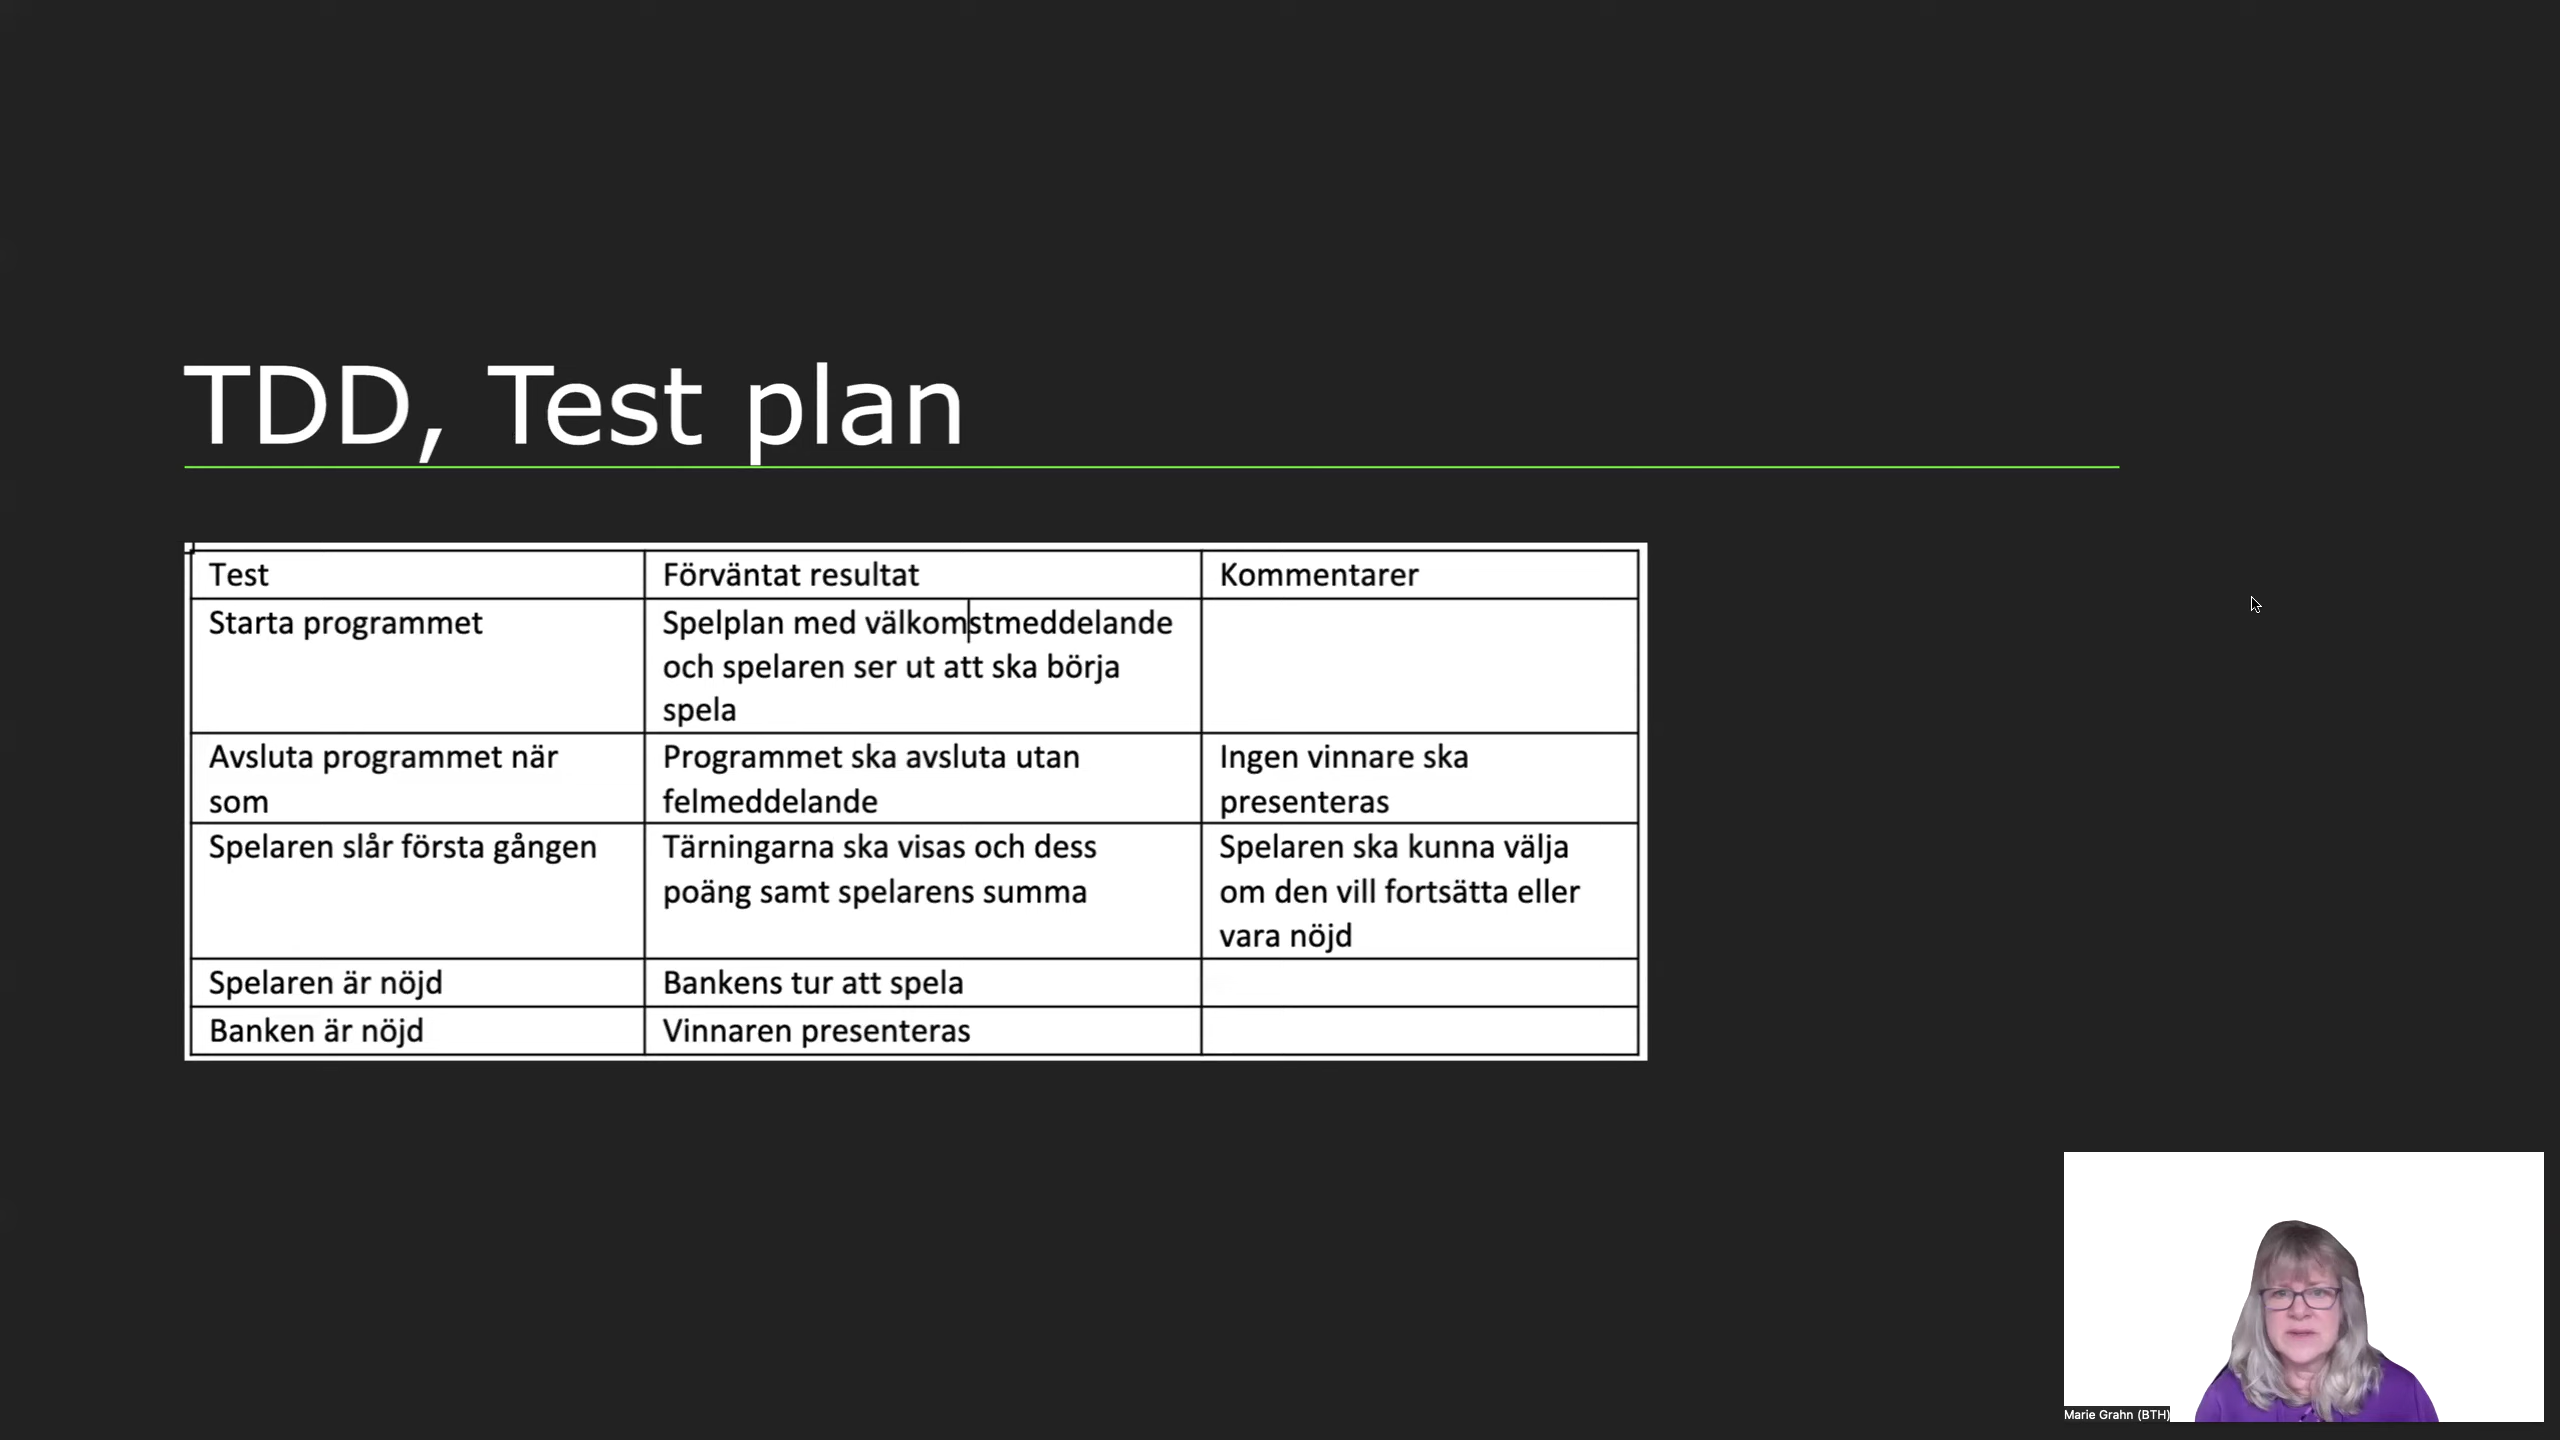 TDD, Test plan
Test
Förväntat resultat
Kommentarer
Starta programmet
Spelplan med välkomstmeddelande
och spelaren ser ut att ska börja
spela
Avsluta programmet när
som
Programmet ska avsluta utan
felmeddelande
Ingen vinnare ska
presenteras
Spelaren slår första gången
Tärningarna ska visas och dess
poäng samt spelarens summa
Spelaren ska kunna välja
om den vill fortsätta eller
vara nöjd
Spelaren är nöjd
Bankens tur att spela
Banken är nöjd
Vinnaren presenteras
Marie Grahn (BTH)